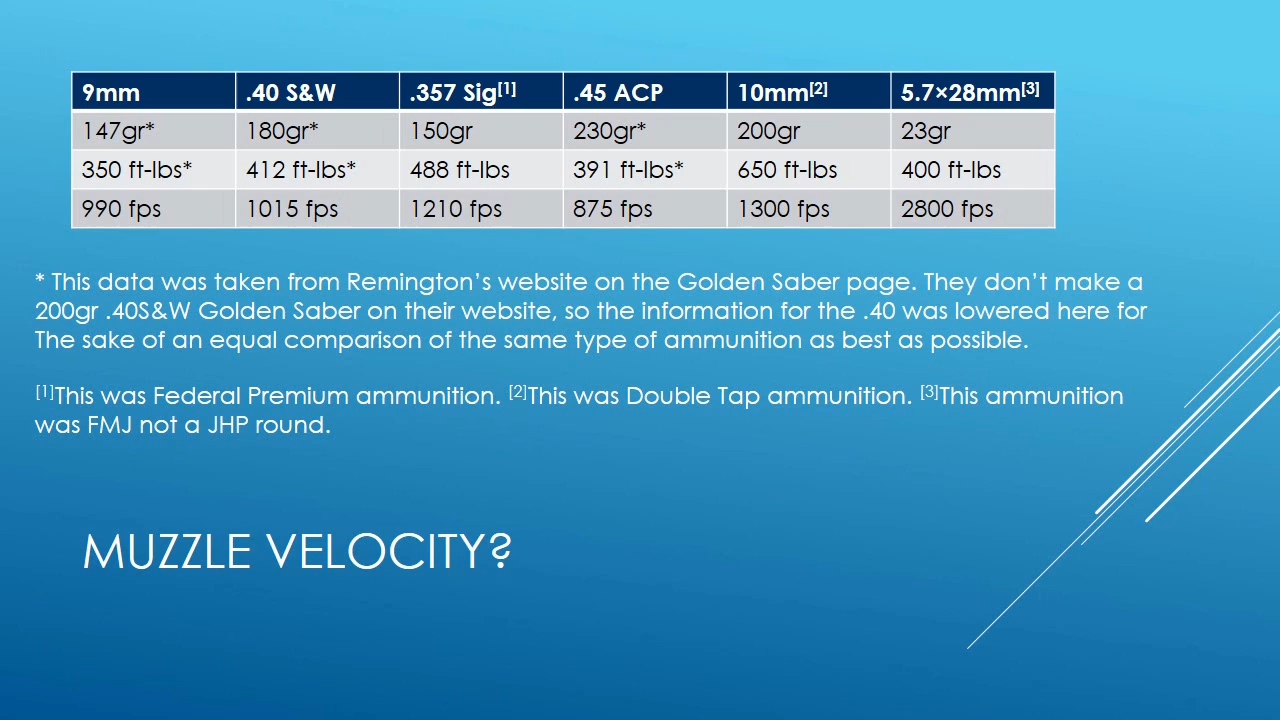 9mm .40 S&W .357 Sig[1] .45 ACP 10mm[2] 5.7×28mm[3]
147gr* 180gr* 150gr 230gr* 200gr 23gr
350 ft-lbs* 412 ft-lbs* 488 ft-lbs 391 ft-lbs* 650 ft-lbs 400 ft-lbs
990 fps 1015 fps 1210 fps 875 fps 1300 fps 2800 fps
* This data was taken from Remington’s website on the Golden Saber page. They don’t make a
200gr .40S&W Golden Saber on their website, so the information for the .40 was lowered here for
The sake of an equal comparison of the same type of ammunition as best as possible.
[1]This was Federal Premium ammunition. [2]This was Double Tap ammunition. [3]This ammunition
was FMJ not a JHP round.
MUZZLE VELOCITY?